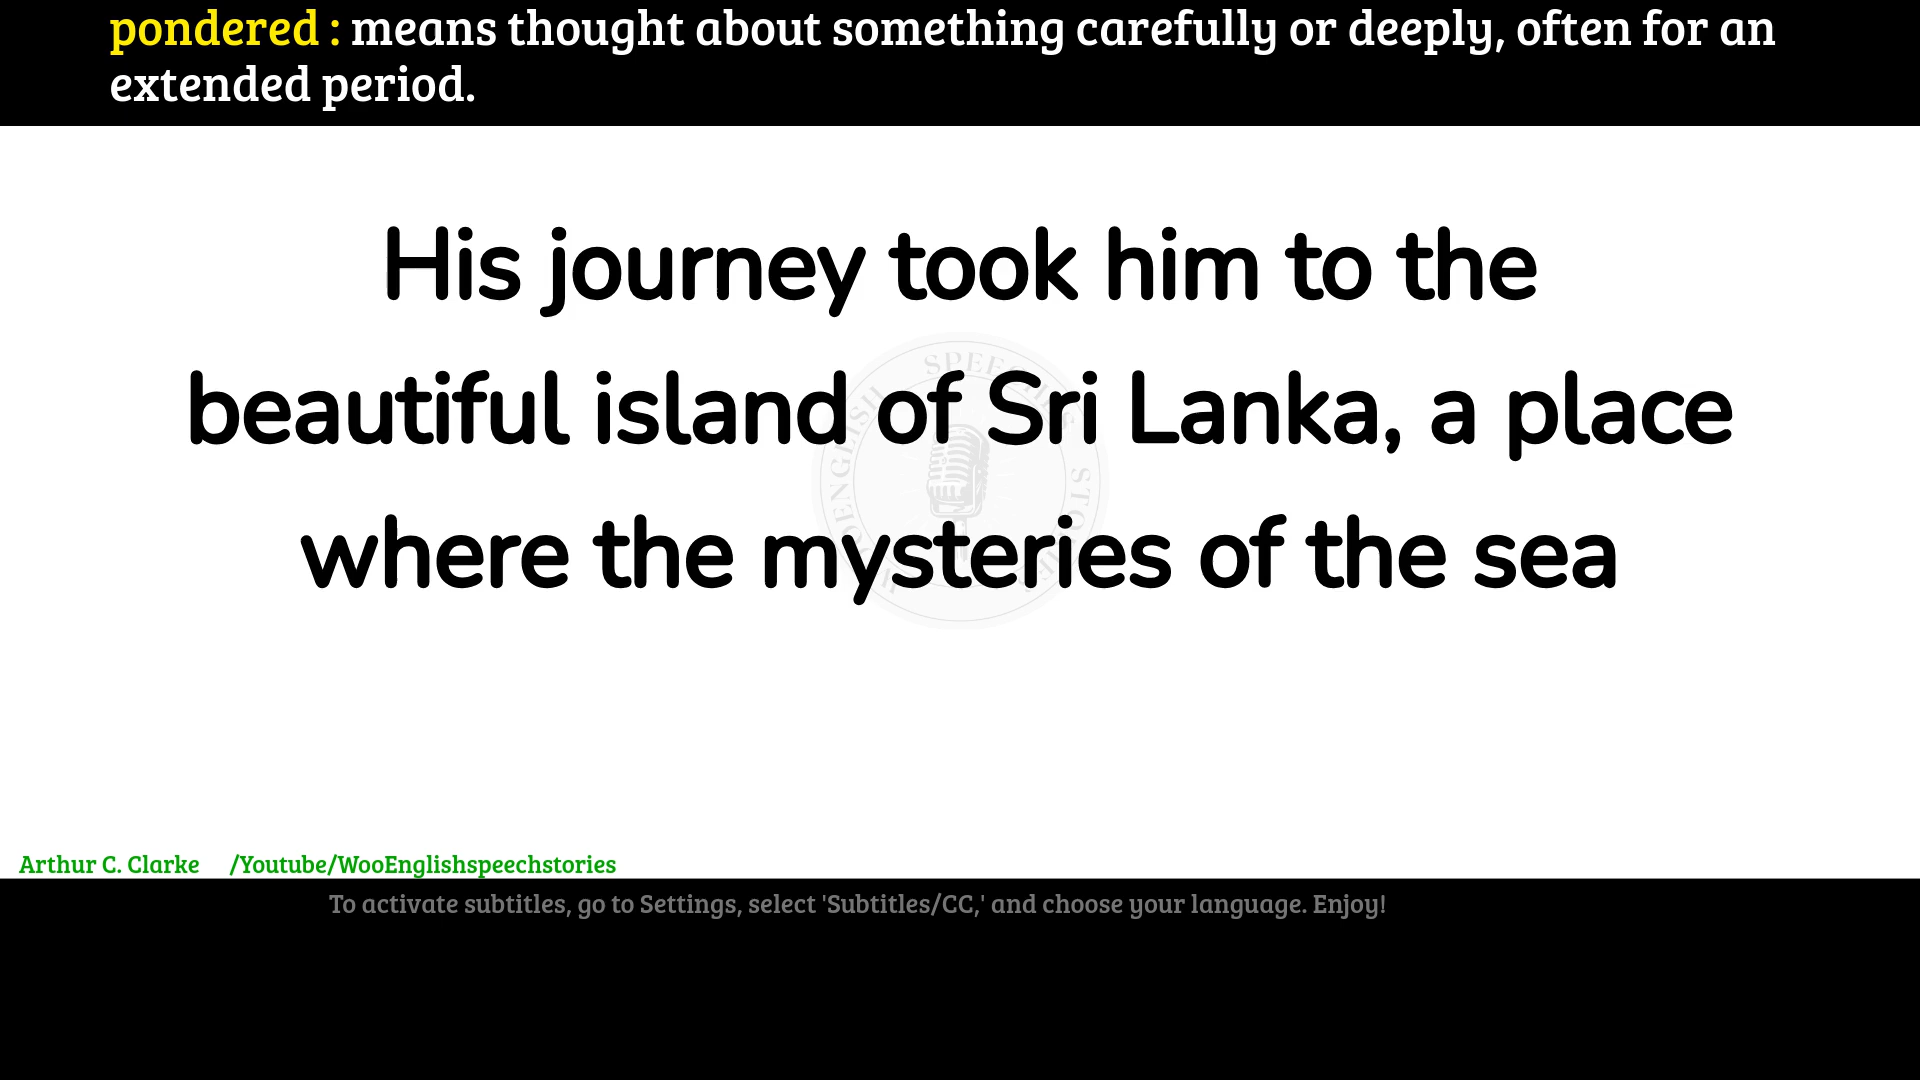 pondered : means thought about something carefully or deeply, often for an
extended period.
His journey took him to the
beautiful island of Sri Lanka, a place
where the mysteries of the sea
Arthur C. Clarke /Youtube/WooEnglishspeechstories
To activate subtitles, go to Settings, select 'Subtitles/CC,' and choose your language. Enjoy!